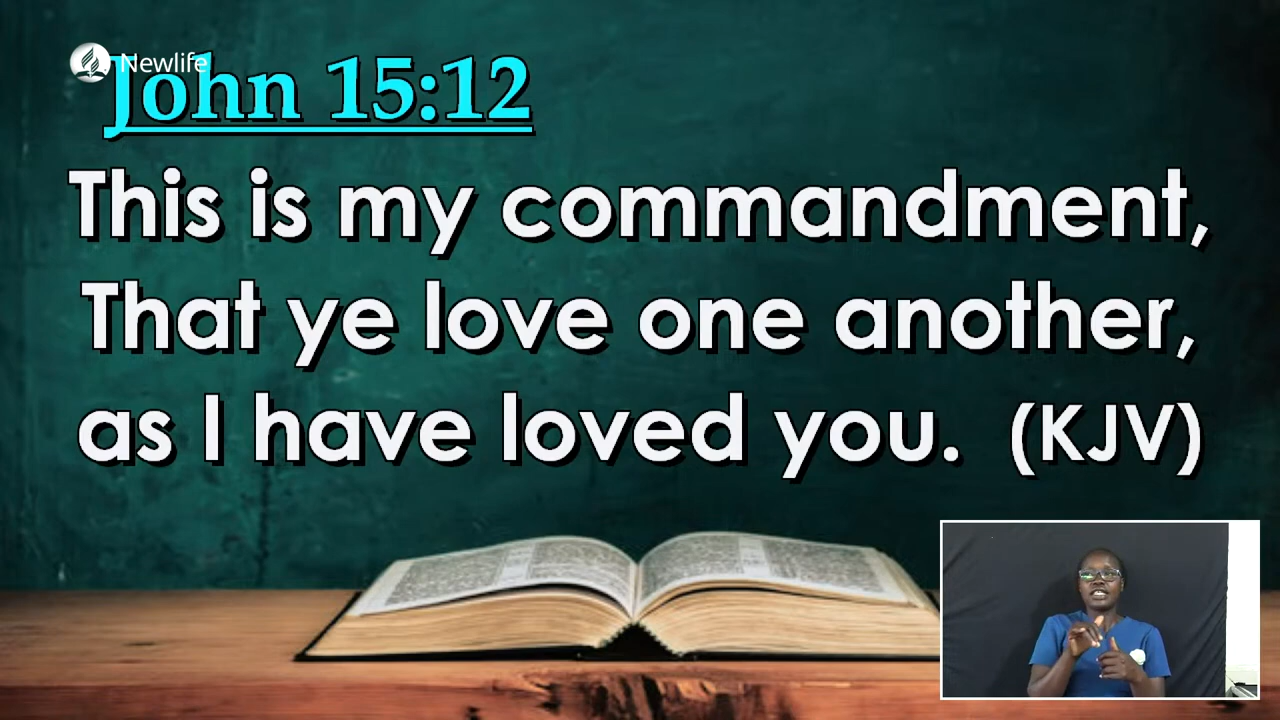 Newlife
John 15:12
This is my commandment,
That ye love one another,
as I have loved you. (KJV)